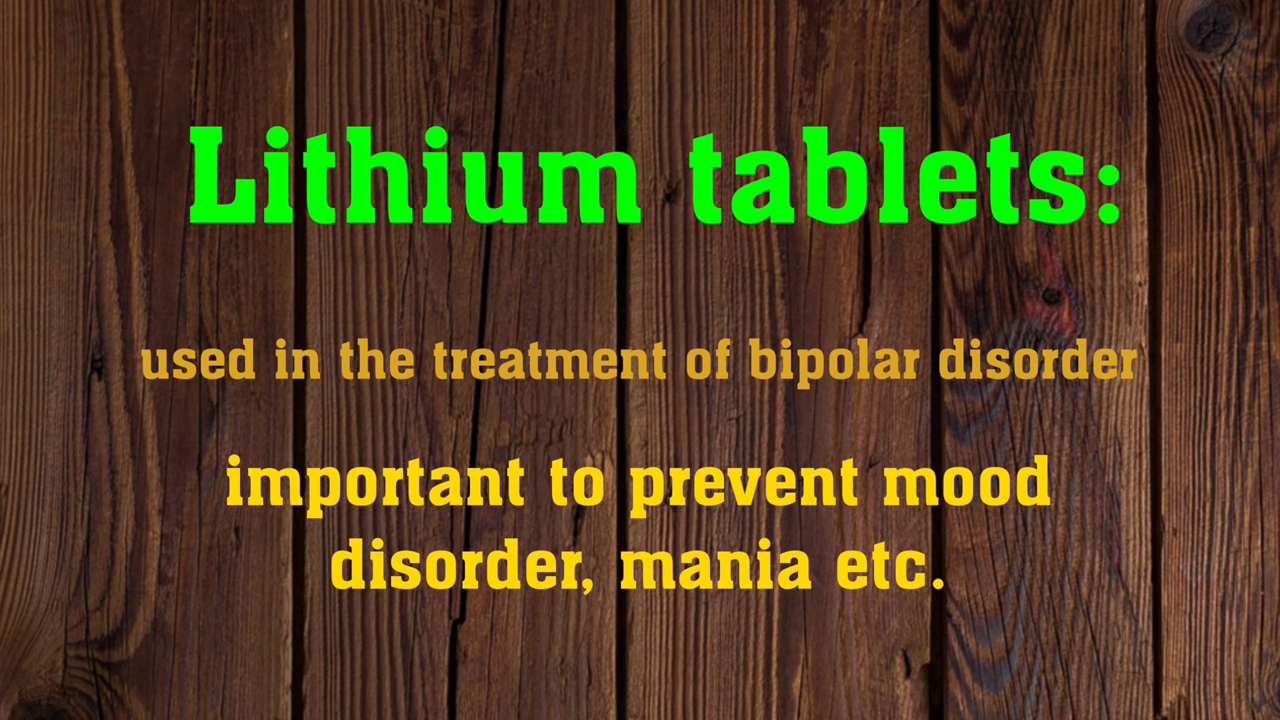 Lithium tablets:
used in the treatment of bipolar disorder
important to prevent mood
disorder, mania etc.